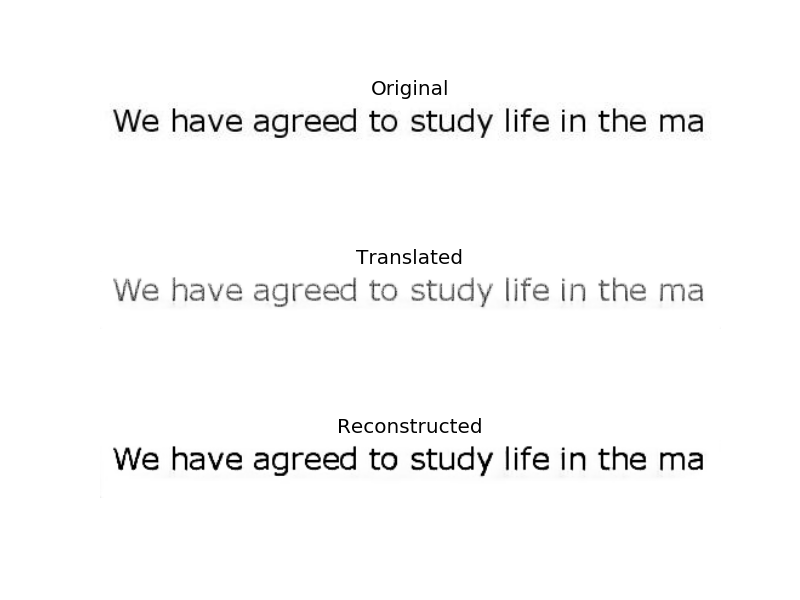 Original
We have agreed to study life in the ma
Translated
We have agreed to study life in the ma
Reconstructed
We have agreed to study life in the ma